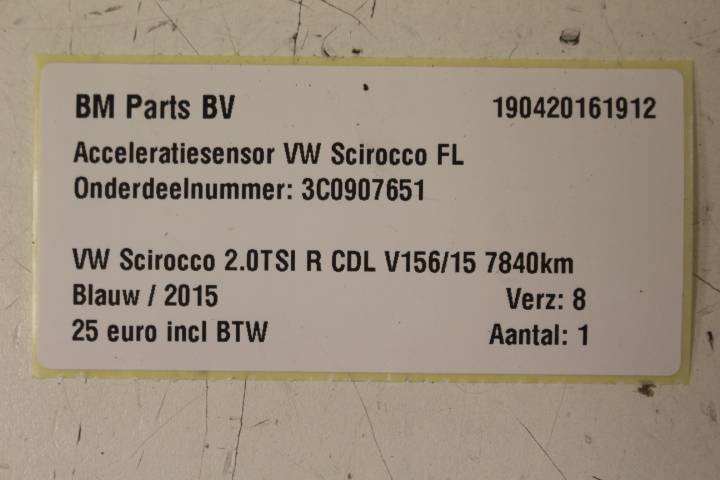 BM Parts BV 190420161912
Acceleratiesensor VW Scirocco FL
Onderdeelnummer: 3C0907651
VW Scirocco 2.0TSI R CDL V156/15 7840km
Blauw / 2015 Verz: 8
25 euro incl BTW Aantal: 1